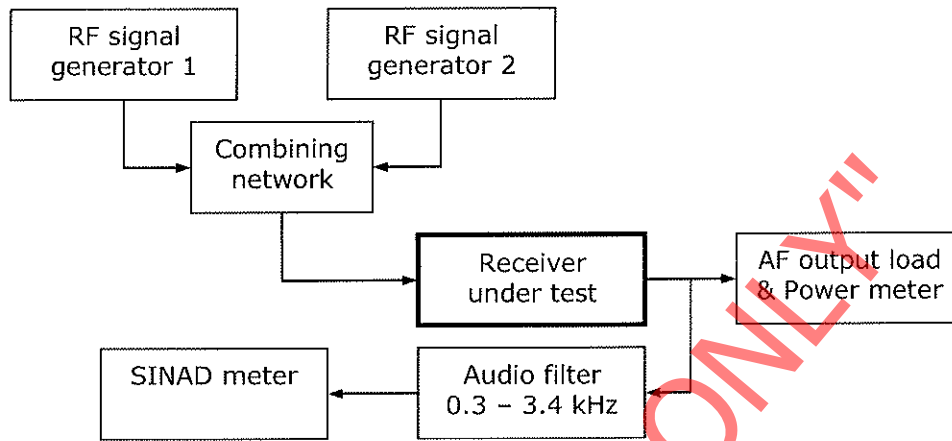 RF signal
generator 1
RF signal
generator 2
Combining
network
Receiver
under test
AF output load
& Power meter
SINAD meter
Audio filter
0.3 – 3.4 kHz
ONLY"